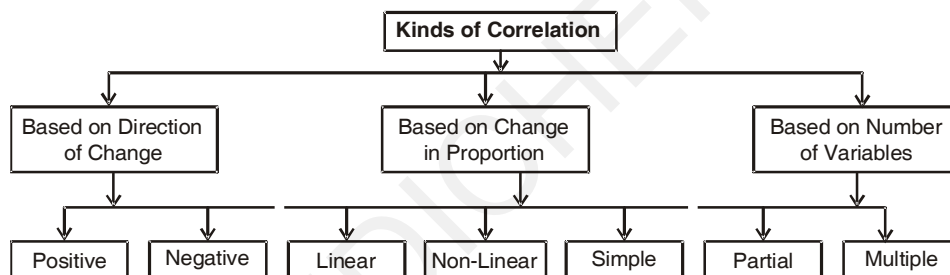 Kinds of Correlation
Based on Direction
of Change
Based on Change
in Proportion
Based on Number
of Variables
Positive
Negative
Linear
Non-Linear
Simple
Partial
Multiple